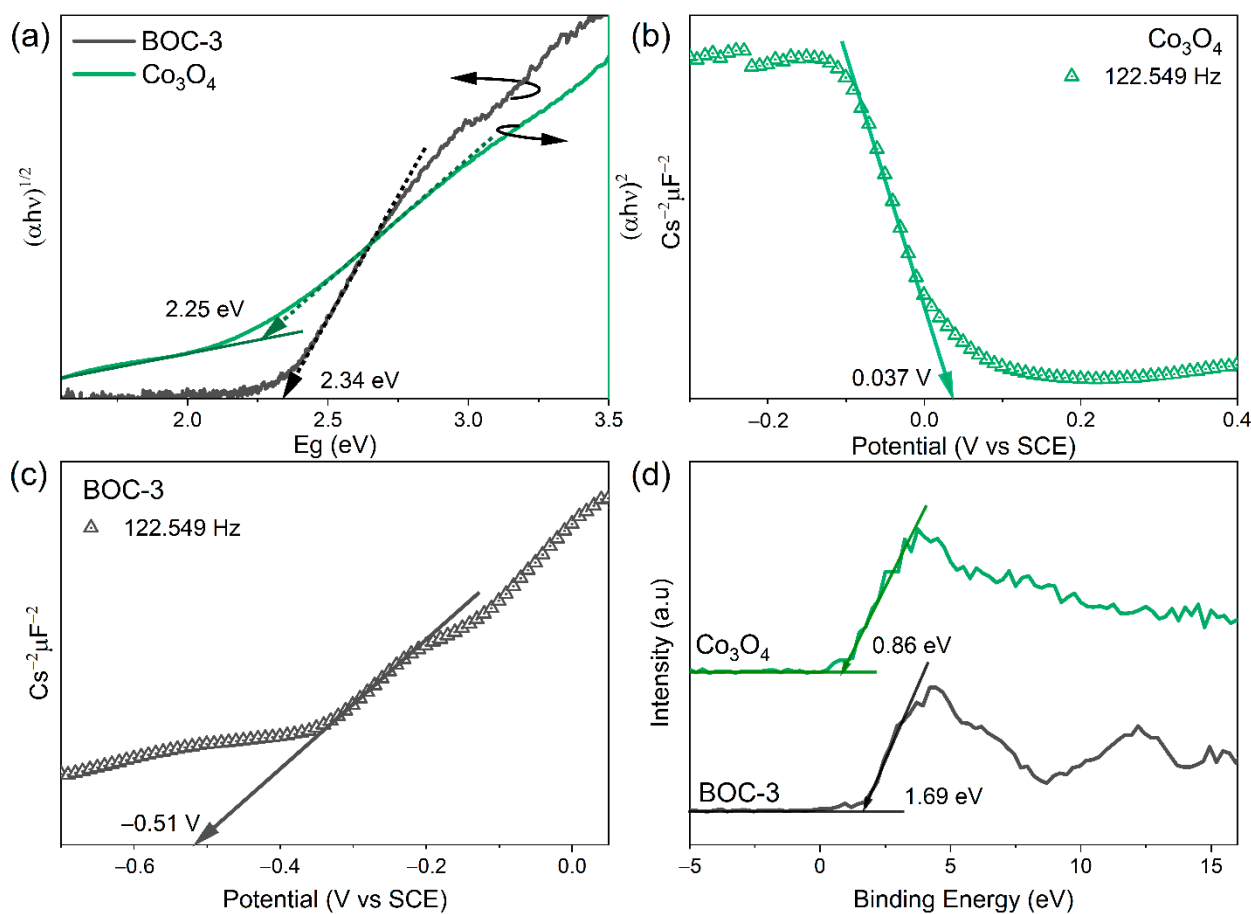 (a)
BOC-3
Co₃O₄
(αhν)¹ᐟ²
(αhν)²
2.25 eV
2.34 eV
2.0 2.5 3.0 3.5
Eg (eV)
(b)
Co₃O₄
122.549 Hz
Cs⁻²μF⁻²
0.037 V
−0.2 0.0 0.2 0.4
Potential (V vs SCE)
(c)
BOC-3
122.549 Hz
Cs⁻²μF⁻²
−0.51 V
−0.6 −0.4 −0.2 0.0
Potential (V vs SCE)
(d)
Intensity (a.u)
Co₃O₄
0.86 eV
BOC-3
1.69 eV
−5 0 5 10 15
Binding Energy (eV)